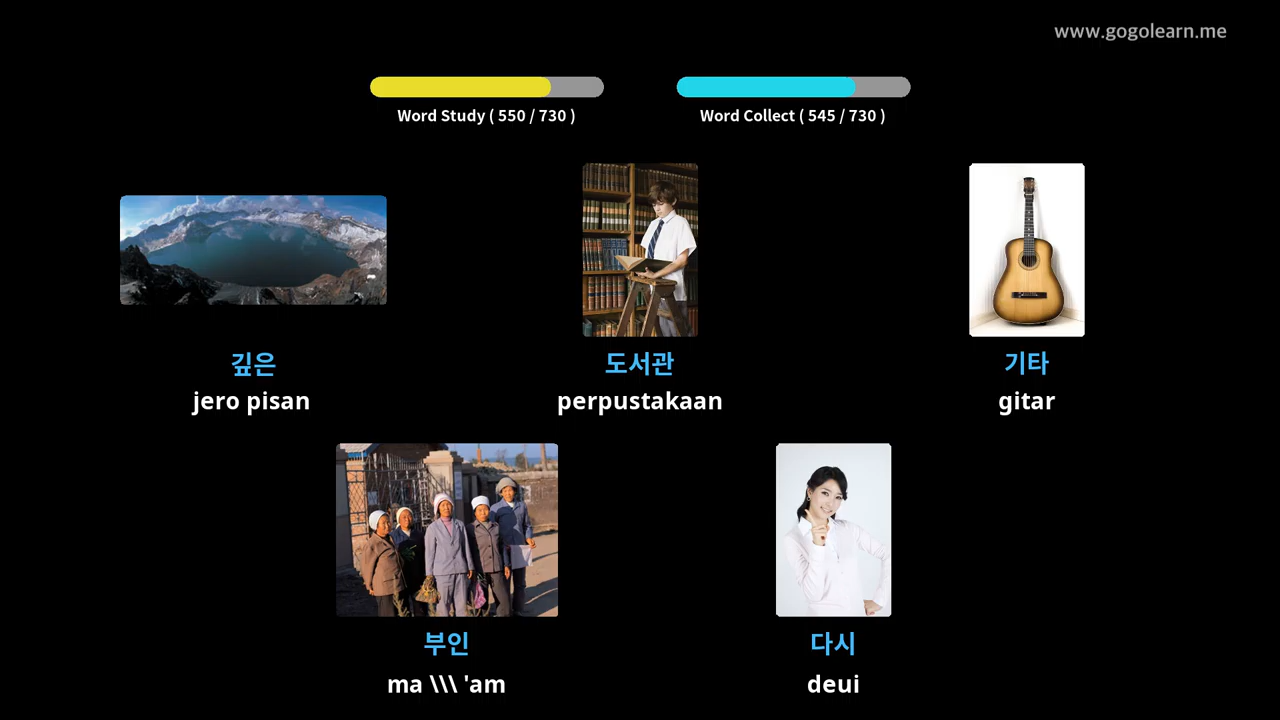 www.gogolearn.me
Word Study ( 550 / 730 )
Word Collect ( 545 / 730 )
깊은
jero pisan
도서관
perpustakaan
기타
gitar
부인
ma \\\ 'am
다시
deui